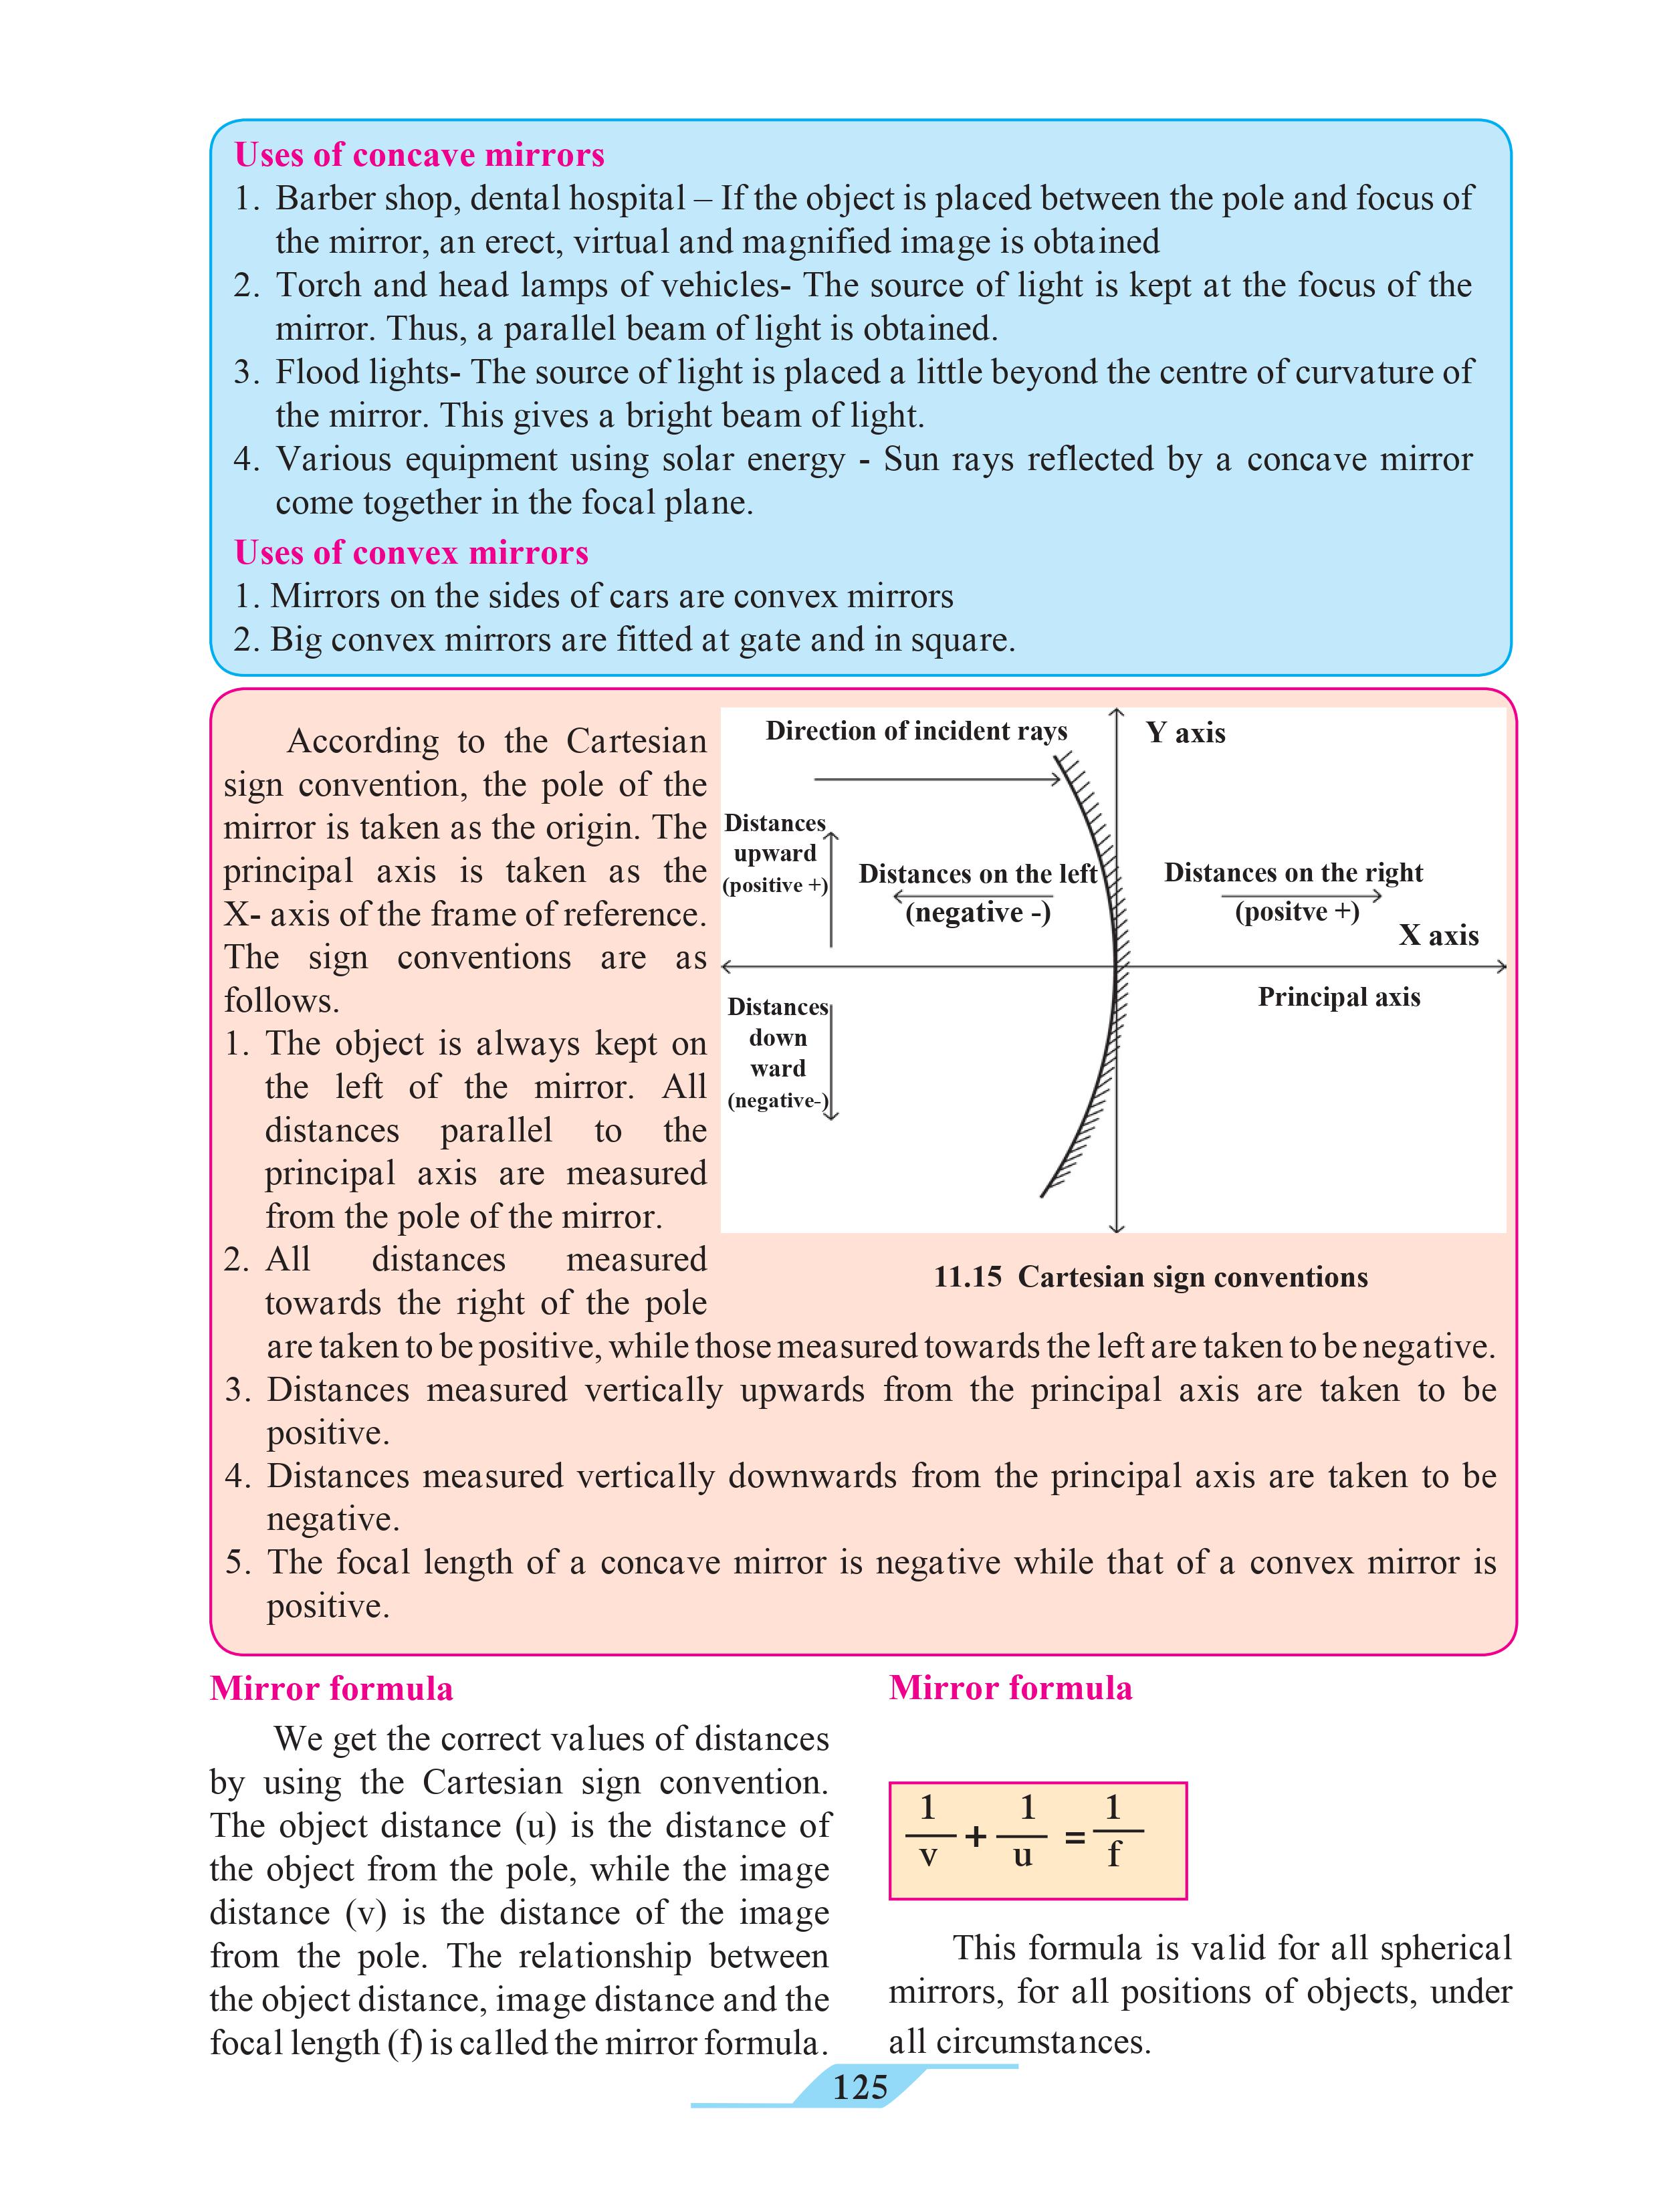 Uses of concave mirrors
1. Barber shop, dental hospital – If the object is placed between the pole and focus of
the mirror, an erect, virtual and magnified image is obtained
2. Torch and head lamps of vehicles- The source of light is kept at the focus of the
mirror. Thus, a parallel beam of light is obtained.
3. Flood lights- The source of light is placed a little beyond the centre of curvature of
the mirror. This gives a bright beam of light.
4. Various equipment using solar energy - Sun rays reflected by a concave mirror
come together in the focal plane.
Uses of convex mirrors
1. Mirrors on the sides of cars are convex mirrors
2. Big convex mirrors are fitted at gate and in square.
According to the Cartesian
sign convention, the pole of the
mirror is taken as the origin. The
principal axis is taken as the
X- axis of the frame of reference.
The sign conventions are as
follows.
1. The object is always kept on
the left of the mirror. All
distances parallel to the
principal axis are measured
from the pole of the mirror.
2. All distances measured
towards the right of the pole
are taken to be positive, while those measured towards the left are taken to be negative.
3. Distances measured vertically upwards from the principal axis are taken to be
positive.
4. Distances measured vertically downwards from the principal axis are taken to be
negative.
5. The focal length of a concave mirror is negative while that of a convex mirror is
positive.
Direction of incident rays
Y axis
Distances
upward
(positive +)
Distances on the left
(negative -)
Distances on the right
(positve +)
X axis
Principal axis
Distances
down
ward
(negative-)
11.15 Cartesian sign conventions
Mirror formula
We get the correct values of distances
by using the Cartesian sign convention.
The object distance (u) is the distance of
the object from the pole, while the image
distance (v) is the distance of the image
from the pole. The relationship between
the object distance, image distance and the
focal length (f) is called the mirror formula.
Mirror formula
1/v + 1/u = 1/f
This formula is valid for all spherical
mirrors, for all positions of objects, under
all circumstances.
125